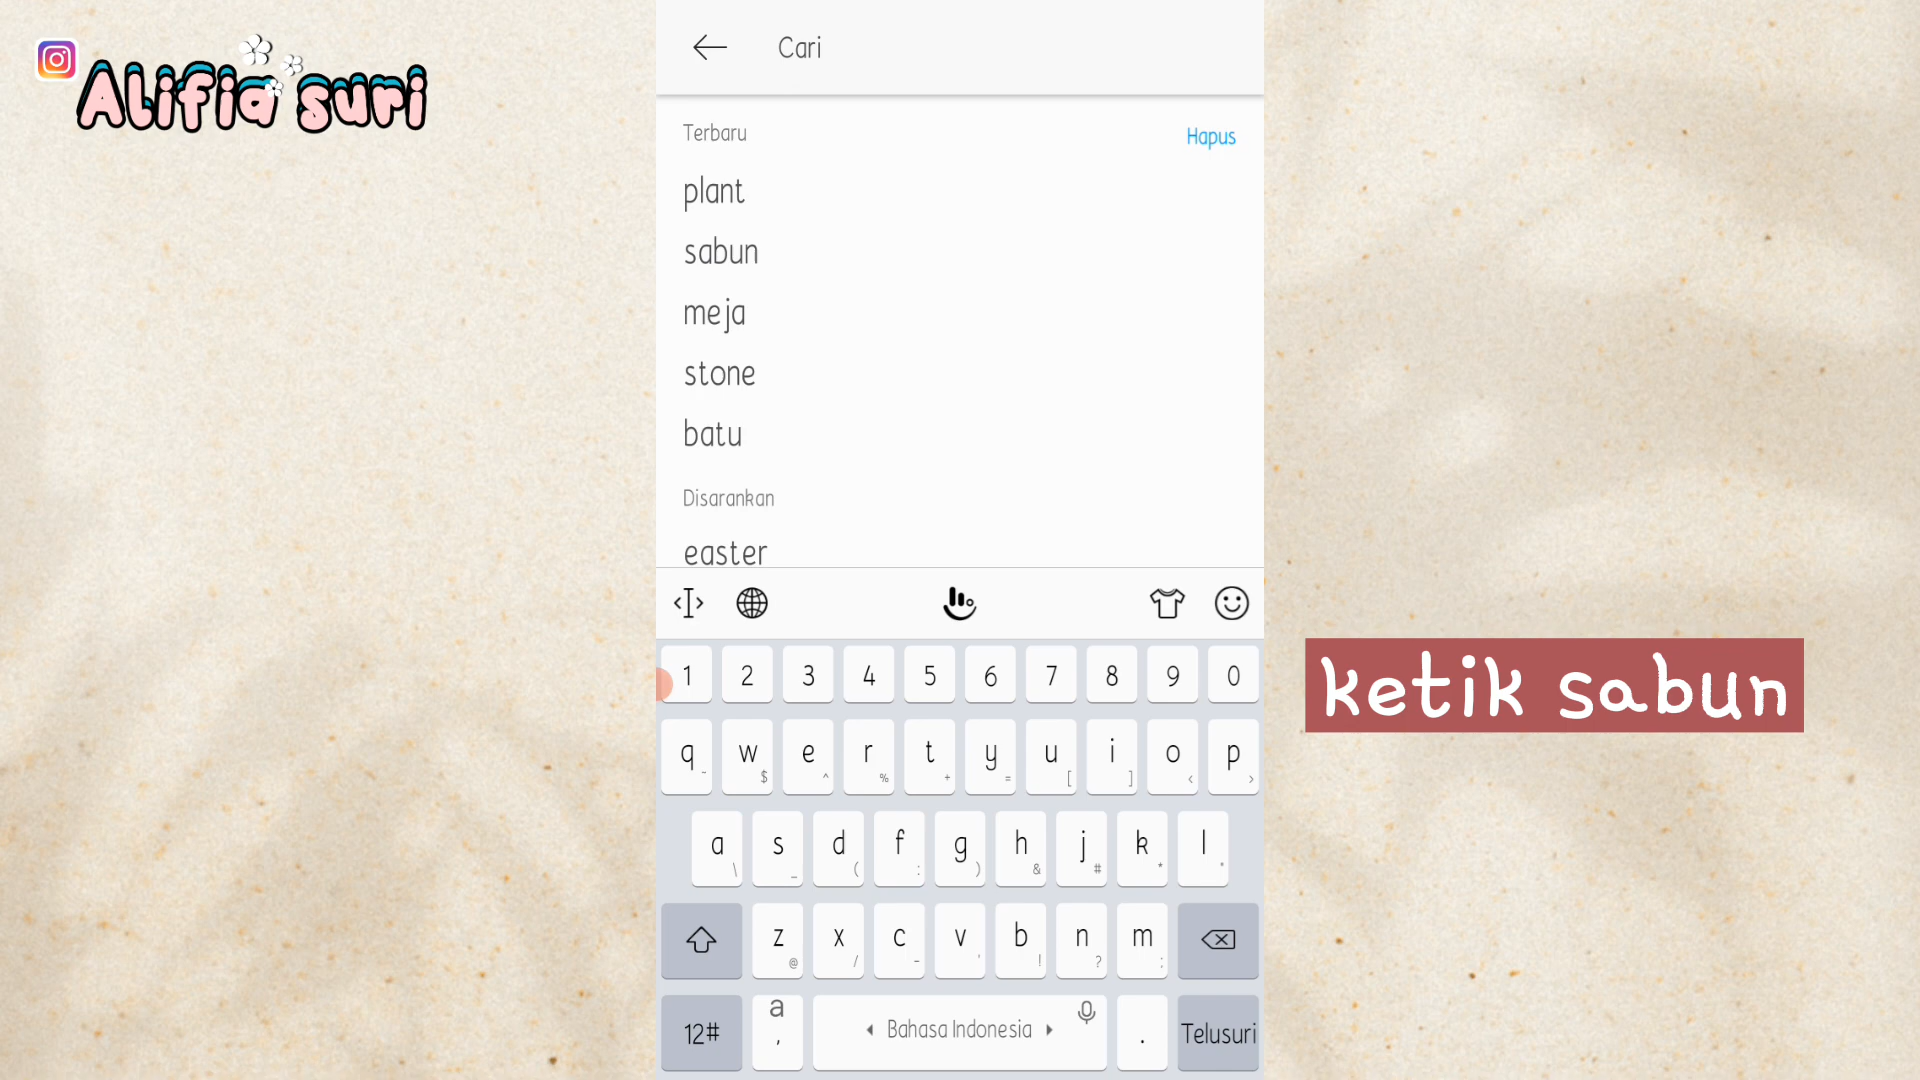 Alifia suri
Cari
Terbaru
Hapus
plant
sabun
meja
stone
batu
Disarankan
easter
1 2 3 4 5 6 7 8 9 0
q w e r t y u i o p
~ $ ^ % + = [ ] < >
a s d f g h j k l
\ _ ( : ) & # * "
z x c v b n m
@ / - ' ! ? ;
12# a , Bahasa Indonesia . Telusuri
ketik sabun